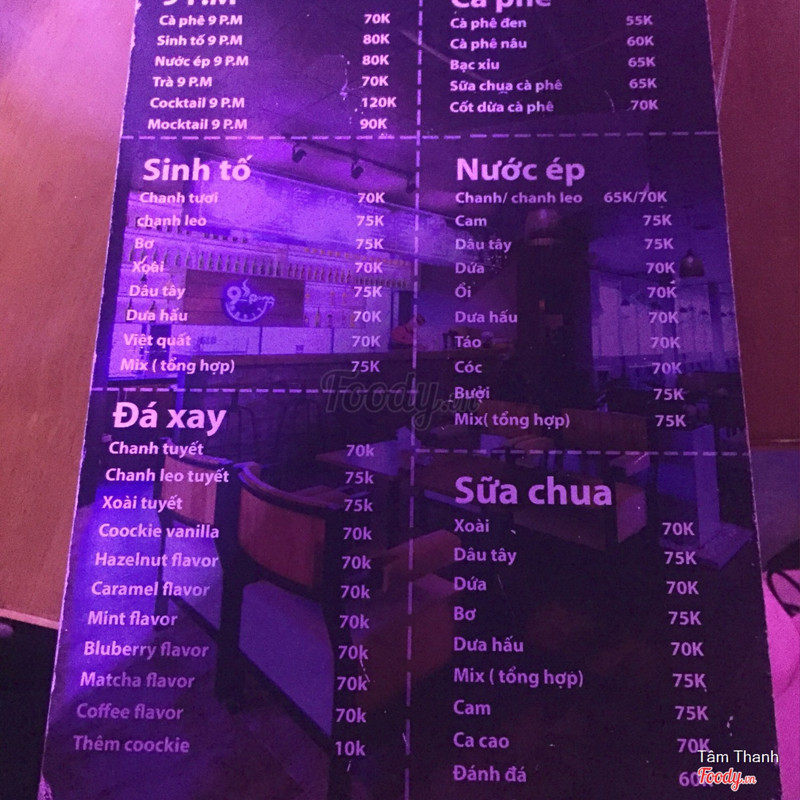 9 P.M
Cà phê 9 P.M 70K
Sinh tố 9 P.M 80K
Nước ép 9 P.M 80K
Trà 9 P.M 70K
Cocktail 9 P.M 120K
Mocktail 9 P.M 90K
Cà phê
Cà phê đen 55K
Cà phê nâu 60K
Bạc xỉu 65K
Sữa chua cà phê 65K
Cốt dừa cà phê 70K
Sinh tố
Chanh tươi 70K
chanh leo 75K
Bơ 75K
Xoài 70K
Dâu tây 75K
Dưa hấu 70K
Việt quất 70K
Mix ( tổng hợp) 75K
Nước ép
Chanh/ chanh leo 65K/70K
Cam 75K
Dâu tây 75K
Dứa 70K
Ổi 70K
Dưa hấu 70K
Táo 70K
Cóc 70K
Bưởi 75K
Mix( tổng hợp) 75K
Đá xay
Chanh tuyết 70k
Chanh leo tuyết 75k
Xoài tuyết 75k
Coockie vanilla 70k
Hazelnut flavor 70k
Caramel flavor 70k
Mint flavor 70k
Bluberry flavor 70k
Matcha flavor 70k
Coffee flavor 70k
Thêm coockie 10k
Sữa chua
Xoài 70K
Dâu tây 75K
Dứa 70K
Bơ 75K
Dưa hấu 70K
Mix ( tổng hợp) 75K
Cam 75K
Ca cao 70K
Đánh đá 60K
Foody.vn
Tâm Thanh
Foody.vn